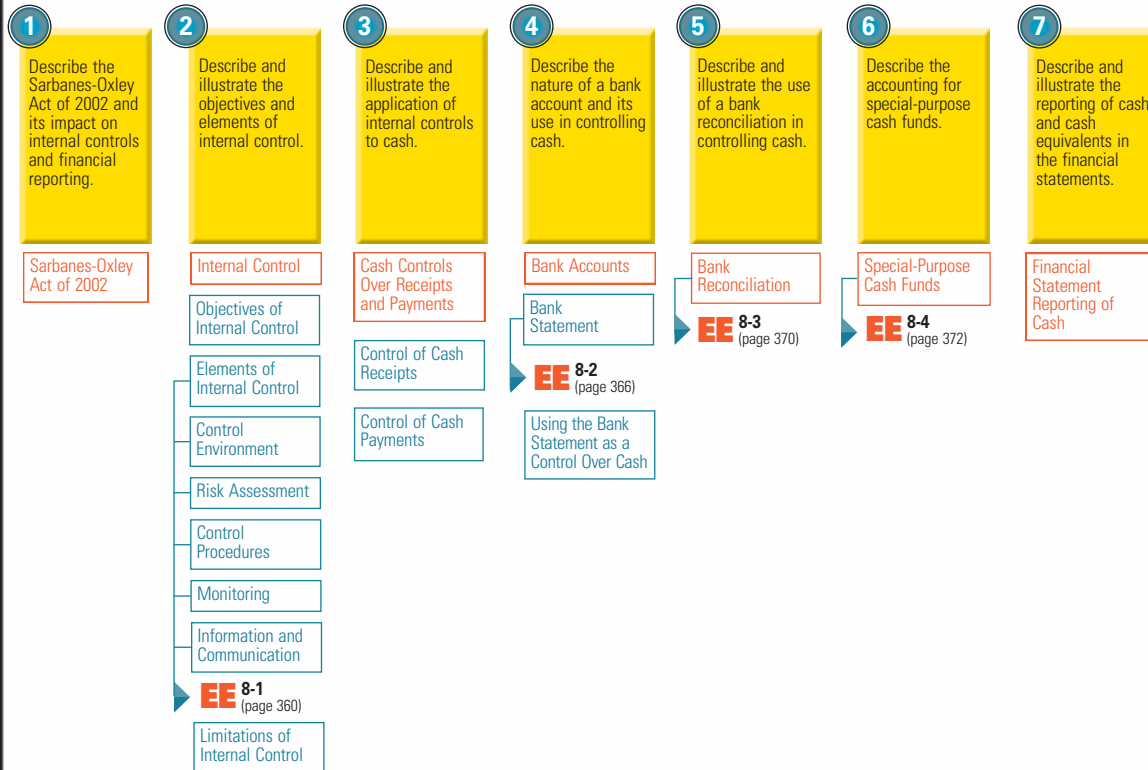 1
Describe the
Sarbanes-Oxley
Act of 2002 and
its impact on
internal controls
and financial
reporting.
Sarbanes-Oxley
Act of 2002
2
Describe and
illustrate the
objectives and
elements of
internal control.
Internal Control
Objectives of
Internal Control
Elements of
Internal Control
Control
Environment
Risk Assessment
Control
Procedures
Monitoring
Information and
Communication
EE 8-1
(page 360)
Limitations of
Internal Control
3
Describe and
illustrate the
application of
internal controls
to cash.
Cash Controls
Over Receipts
and Payments
Control of Cash
Receipts
Control of Cash
Payments
4
Describe the
nature of a bank
account and its
use in controlling
cash.
Bank Accounts
Bank
Statement
EE 8-2
(page 366)
Using the Bank
Statement as a
Control Over Cash
5
Describe and
illustrate the use
of a bank
reconciliation in
controlling cash.
Bank
Reconciliation
EE 8-3
(page 370)
6
Describe the
accounting for
special-purpose
cash funds.
Special-Purpose
Cash Funds
EE 8-4
(page 372)
7
Describe and
illustrate the
reporting of cash
and cash
equivalents in
the financial
statements.
Financial
Statement
Reporting of
Cash